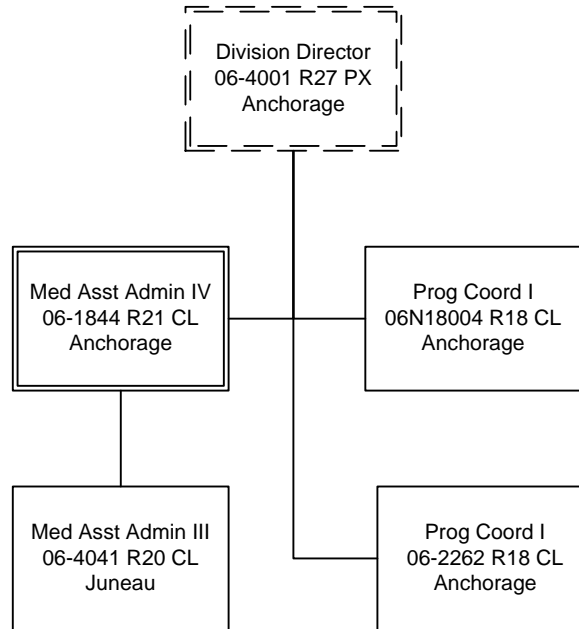 Division Director
06-4001 R27 PX
Anchorage
Med Asst Admin IV
06-1844 R21 CL
Anchorage
Prog Coord I
06N18004 R18 CL
Anchorage
Med Asst Admin III
06-4041 R20 CL
Juneau
Prog Coord I
06-2262 R18 CL
Anchorage